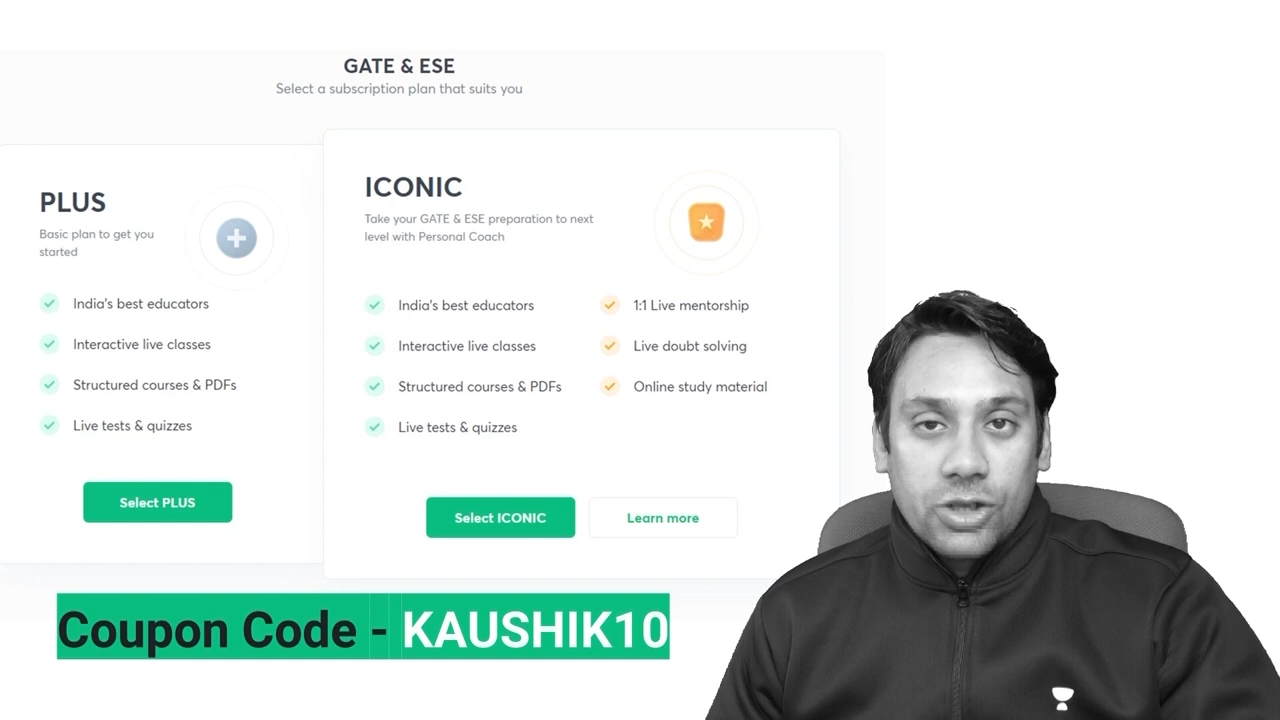 GATE & ESE
Select a subscription plan that suits you
PLUS
Basic plan to get you
started
India's best educators
Interactive live classes
Structured courses & PDFs
Live tests & quizzes
Select PLUS
ICONIC
Take your GATE & ESE preparation to next
level with Personal Coach
India's best educators
Interactive live classes
Structured courses & PDFs
Live tests & quizzes
1:1 Live mentorship
Live doubt solving
Online study material
Select ICONIC
Learn more
Coupon Code - KAUSHIK10